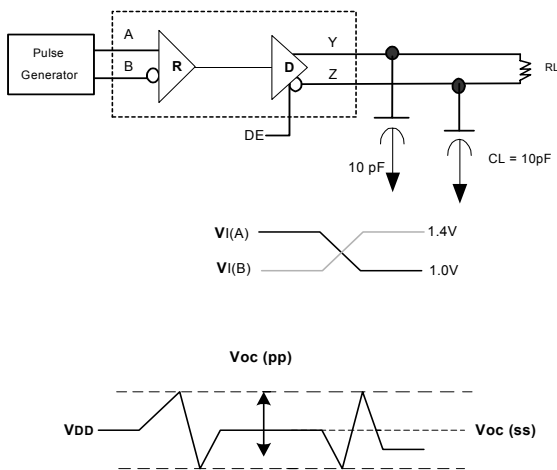 Pulse
Generator
A
B
R
D
Y
Z
RL
DE
10 pF
CL = 10pF
VI(A)
1.4V
VI(B)
1.0V
Voc (pp)
VDD
Voc (ss)